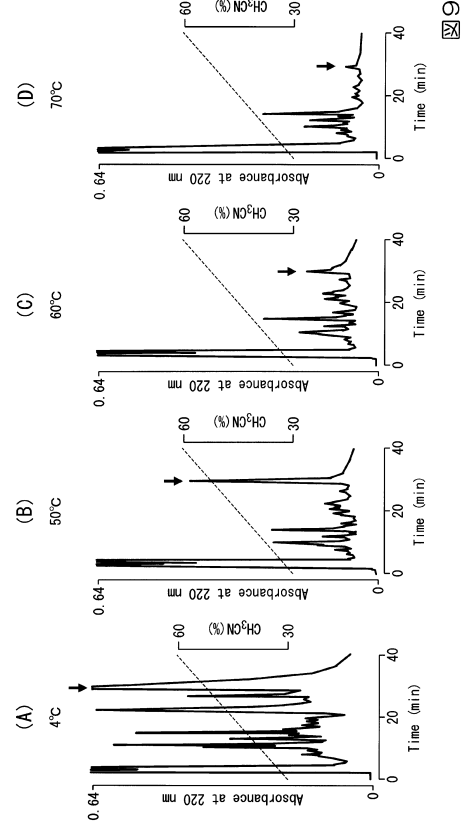 (A)
4℃
0.64
0
Absorbance at 220 nm
60
30
CH₃CN(%)
0
20
40
Time (min)
(B)
50℃
0.64
0
Absorbance at 220 nm
60
30
CH₃CN(%)
0
20
40
Time (min)
(C)
60℃
0.64
0
Absorbance at 220 nm
60
30
CH₃CN(%)
0
20
40
Time (min)
(D)
70℃
0.64
0
Absorbance at 220 nm
60
30
CH₃CN(%)
0
20
40
Time (min)
図9